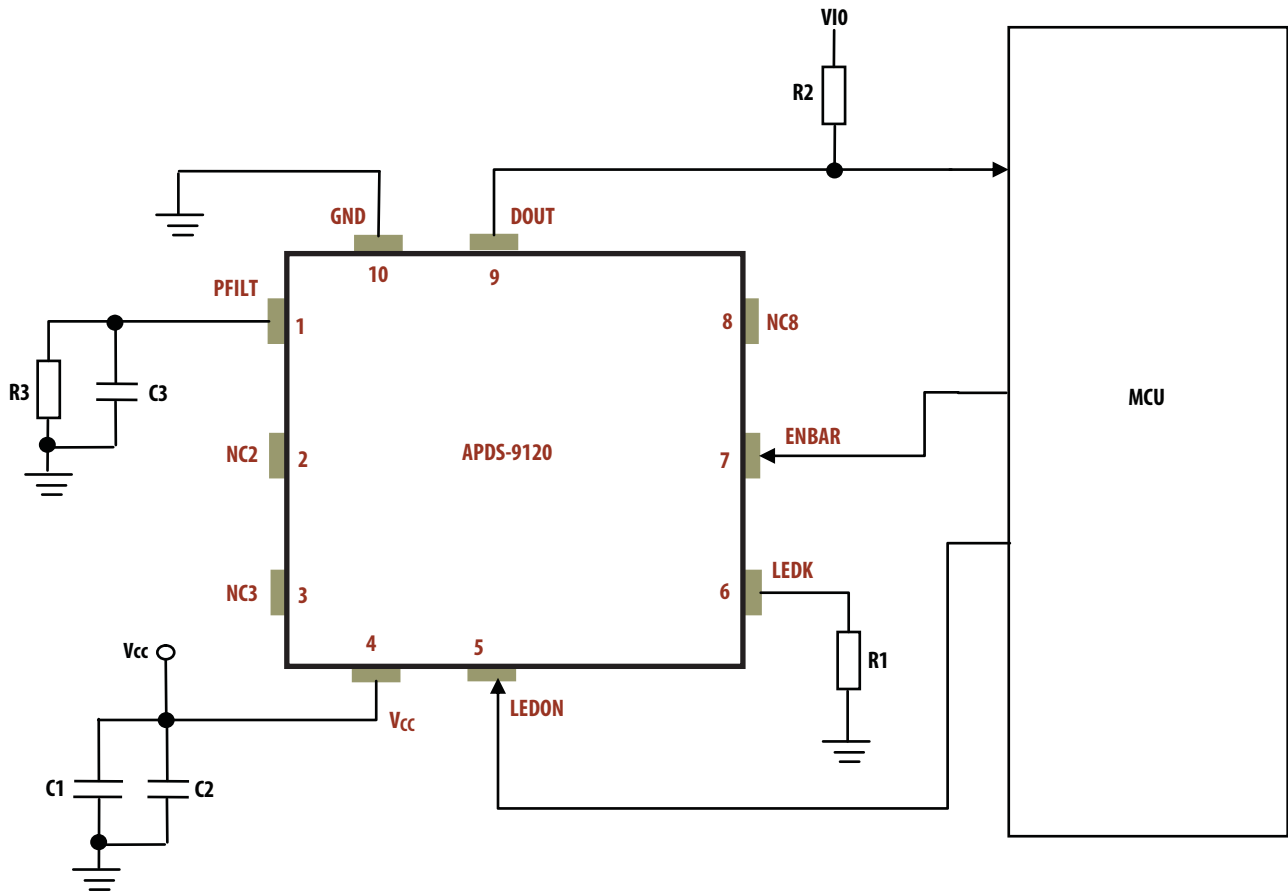 VI0
R2
GND
DOUT
10
9
PFILT
1
8
NC8
R3
C3
MCU
ENBAR
NC2
2
APDS-9120
7
LEDK
NC3
3
6
Vcc
4
5
R1
LEDON
VCC
C1
C2